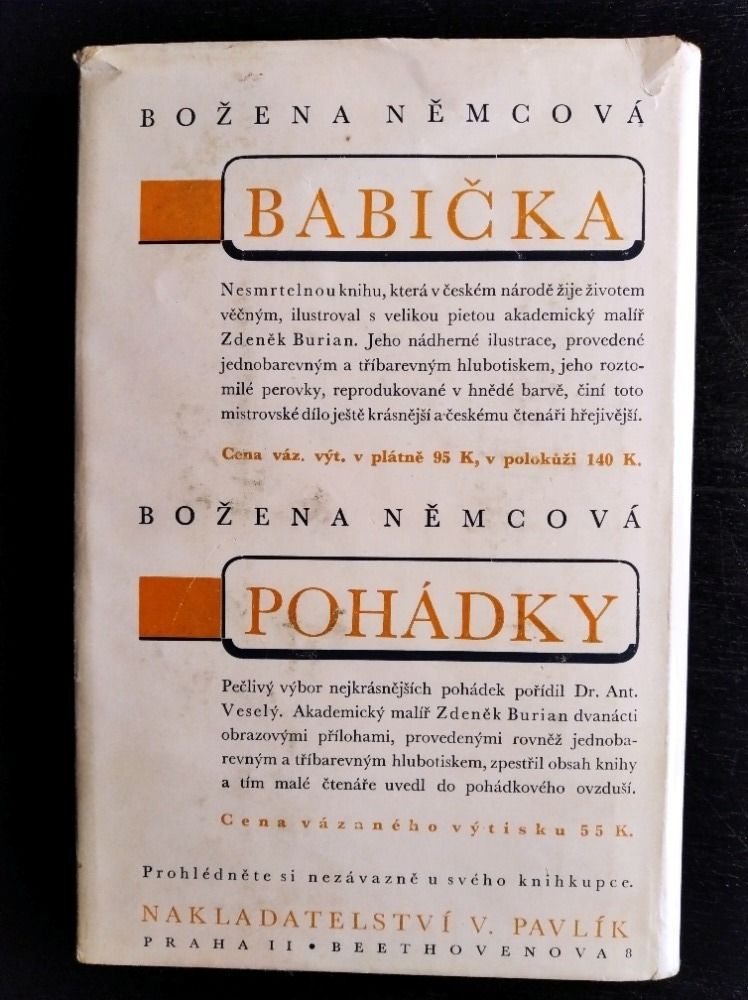 BOŽENA NĚMCOVÁ
BABIČKA
Nesmrtelnou knihu, která v českém národě žije životem
věčným, ilustroval s velikou pietou akademický malíř
Zdeněk Burian. Jeho nádherné ilustrace, provedené
jednobarevným a tříbarevným hlubotiskem, jeho rozto-
milé perovky, reprodukované v hnědé barvě, činí toto
mistrovské dílo ještě krásnější a českému čtenáři hřejivější.
Cena váz. výt. v plátně 95 K, v polokůži 140 K.
BOŽENA NĚMCOVÁ
POHÁDKY
Pečlivý výbor nejkrásnějších pohádek pořídil Dr. Ant.
Veselý. Akademický malíř Zdeněk Burian dvanácti
obrazovými přílohami, provedenými rovněž jednoba-
revným a tříbarevným hlubotiskem, zpestřil obsah knihy
a tím malé čtenáře uvedl do pohádkového ovzduší.
Cena vázaného výtisku 55 K.
Prohlédněte si nezávazně u svého knihkupce.
NAKLADATELSTVÍ V. PAVLÍK
PRAHA II • BEETHOVENOVA 8